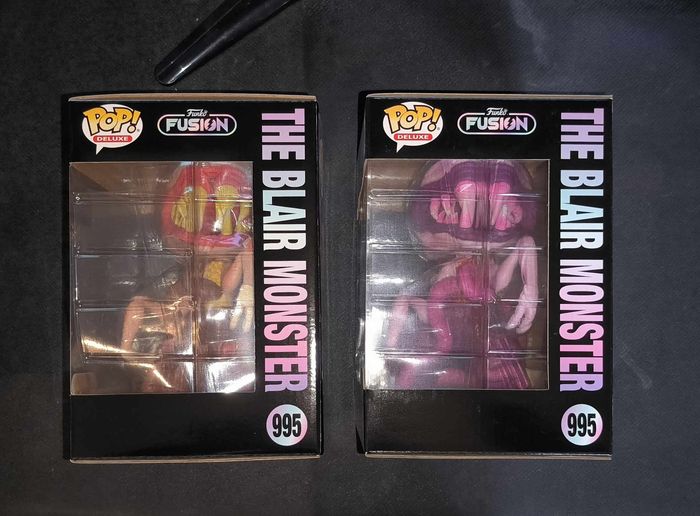 POP!
DELUXE
Funko
FUSION
THE BLAIR MONSTER
995
POP!
DELUXE
Funko
FUSION
THE BLAIR MONSTER
995